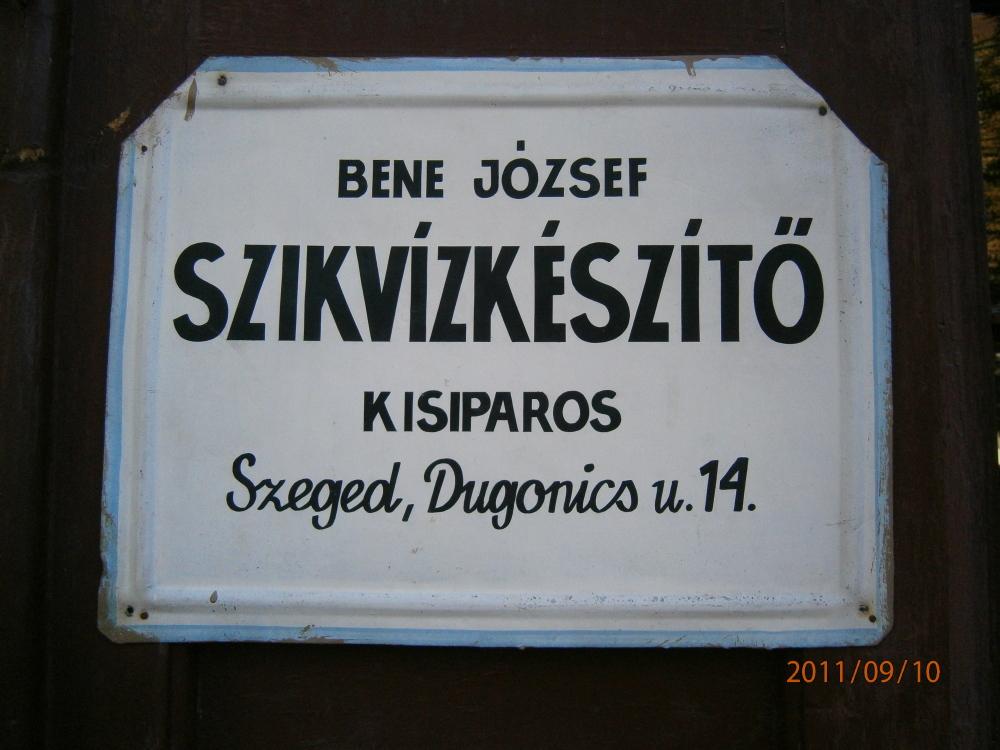 BENE JÓZSEF
SZIKVÍZKÉSZÍTŐ
KISIPAROS
Szeged, Dugonics u. 14.
2011/09/10